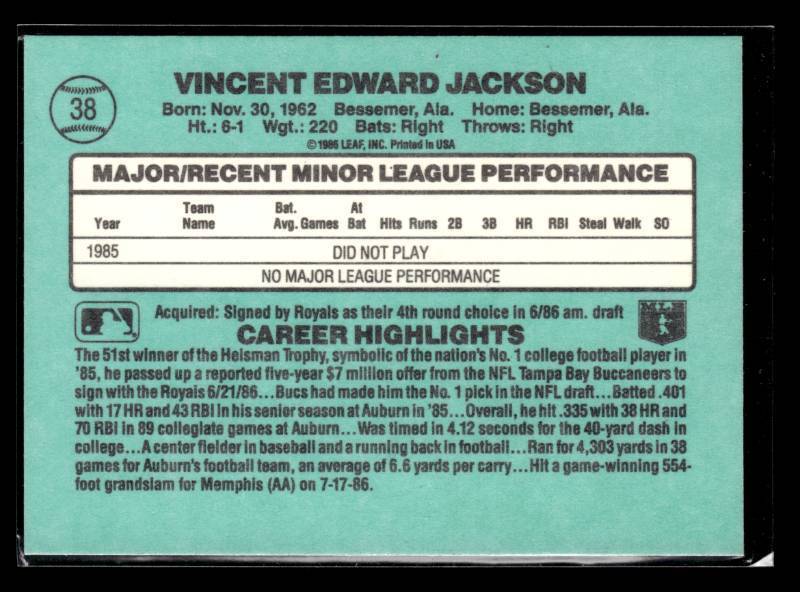 38
VINCENT EDWARD JACKSON
Born: Nov. 30, 1962 Bessemer, Ala. Home: Bessemer, Ala.
Ht.: 6-1 Wgt.: 220 Bats: Right Throws: Right
©1986 LEAF, INC. Printed in USA
MAJOR/RECENT MINOR LEAGUE PERFORMANCE
Year Team Name Bat. Avg. Games At Bat Hits Runs 2B 3B HR RBI Steal Walk SO
1985 DID NOT PLAY
NO MAJOR LEAGUE PERFORMANCE
Acquired: Signed by Royals as their 4th round choice in 6/86 am. draft
MLB
CAREER HIGHLIGHTS
The 51st winner of the Heisman Trophy, symbolic of the nation's No. 1 college football player in
'85, he passed up a reported five-year $7 million offer from the NFL Tampa Bay Buccaneers to
sign with the Royals 6/21/86...Bucs had made him the No. 1 pick in the NFL draft...Batted .401
with 17 HR and 43 RBI in his senior season at Auburn in '85...Overall, he hit .335 with 38 HR and
70 RBI in 89 collegiate games at Auburn...Was timed in 4.12 seconds for the 40-yard dash in
college...A center fielder in baseball and a running back in football...Ran for 4,303 yards in 38
games for Auburn's football team, an average of 6.6 yards per carry...Hit a game-winning 554-
foot grandslam for Memphis (AA) on 7-17-86.